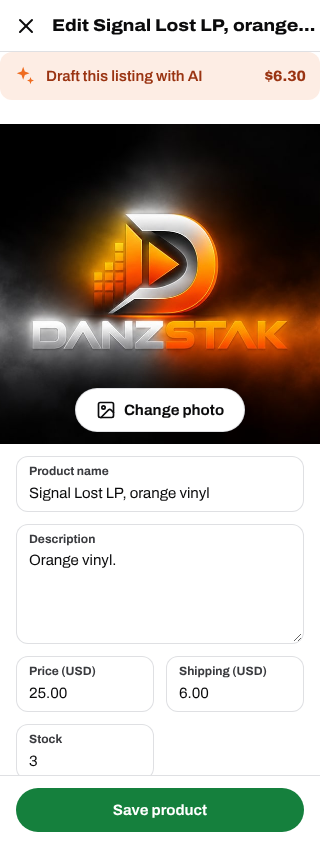 Edit Signal Lost LP, orange...
Draft this listing with AI
$6.30
DANZSTAK
Change photo
Product name
Signal Lost LP, orange vinyl
Description
Orange vinyl.
Price (USD)
25.00
Shipping (USD)
6.00
Stock
3
Save product